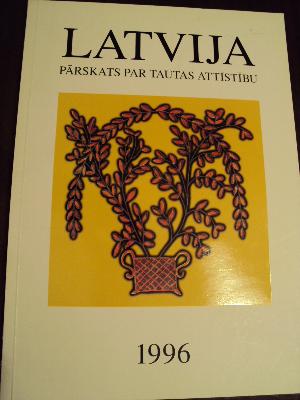 LATVIJA
PĀRSKATS PAR TAUTAS ATTĪSTĪBU
1996